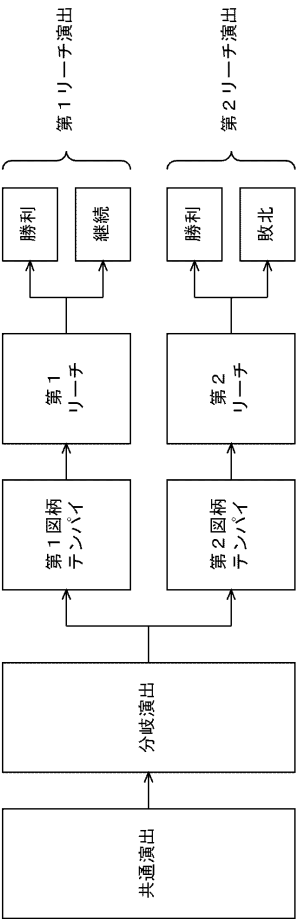 共通演出
分岐演出
第１図柄
テンパイ
第１
リーチ
勝利
継続
第１リーチ演出
第２図柄
テンパイ
第２
リーチ
勝利
敗北
第２リーチ演出